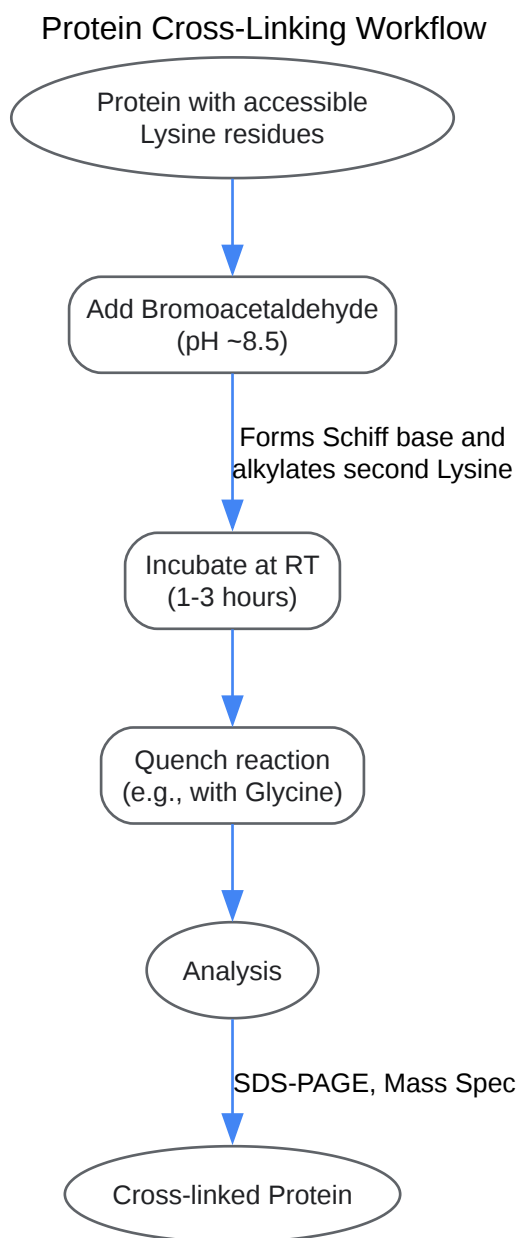 Protein Cross-Linking Workflow
Protein with accessible
Lysine residues
Add Bromoacetaldehyde
(pH ~8.5)
Forms Schiff base and
alkylates second Lysine
Incubate at RT
(1-3 hours)
Quench reaction
(e.g., with Glycine)
Analysis
SDS-PAGE, Mass Spec
Cross-linked Protein